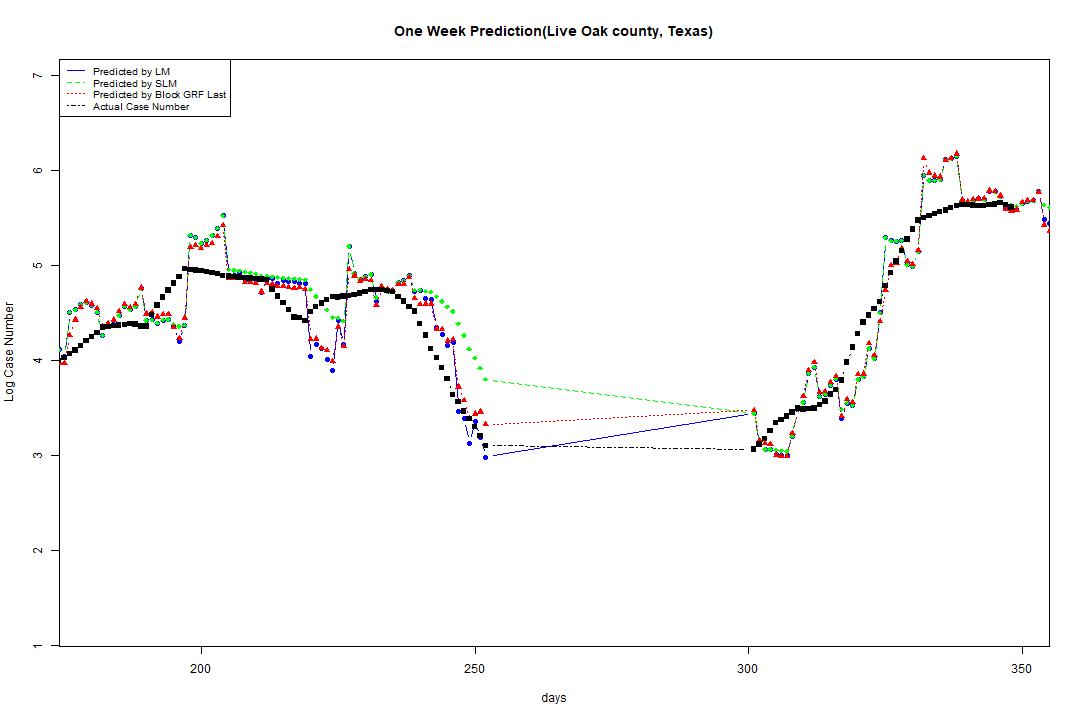 One Week Prediction(Live Oak county, Texas)
Predicted by LM
Predicted by SLM
Predicted by Block GRF Last
Actual Case Number
7
6
5
4
3
2
1
Log Case Number
200
250
300
350
days